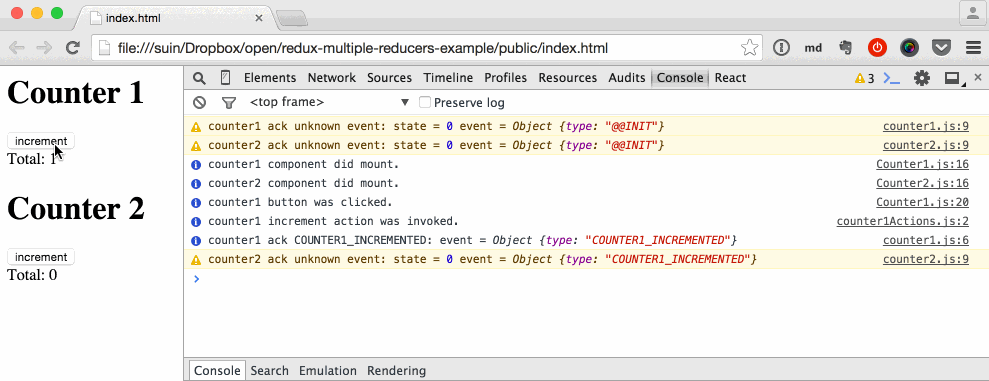 index.html
file:///suin/Dropbox/open/redux-multiple-reducers-example/public/index.html
md
Counter 1
increment
Total: 1
Counter 2
increment
Total: 0
Elements Network Sources Timeline Profiles Resources Audits Console React 3
<top frame> Preserve log
counter1 ack unknown event: state = 0 event = Object {type: "@@INIT"} counter1.js:9
counter2 ack unknown event: state = 0 event = Object {type: "@@INIT"} counter2.js:9
counter1 component did mount. Counter1.js:16
counter2 component did mount. Counter2.js:16
counter1 button was clicked. Counter1.js:20
counter1 increment action was invoked. counter1Actions.js:2
counter1 ack COUNTER1_INCREMENTED: event = Object {type: "COUNTER1_INCREMENTED"} counter1.js:6
counter2 ack unknown event: state = 0 event = Object {type: "COUNTER1_INCREMENTED"} counter2.js:9
Console Search Emulation Rendering